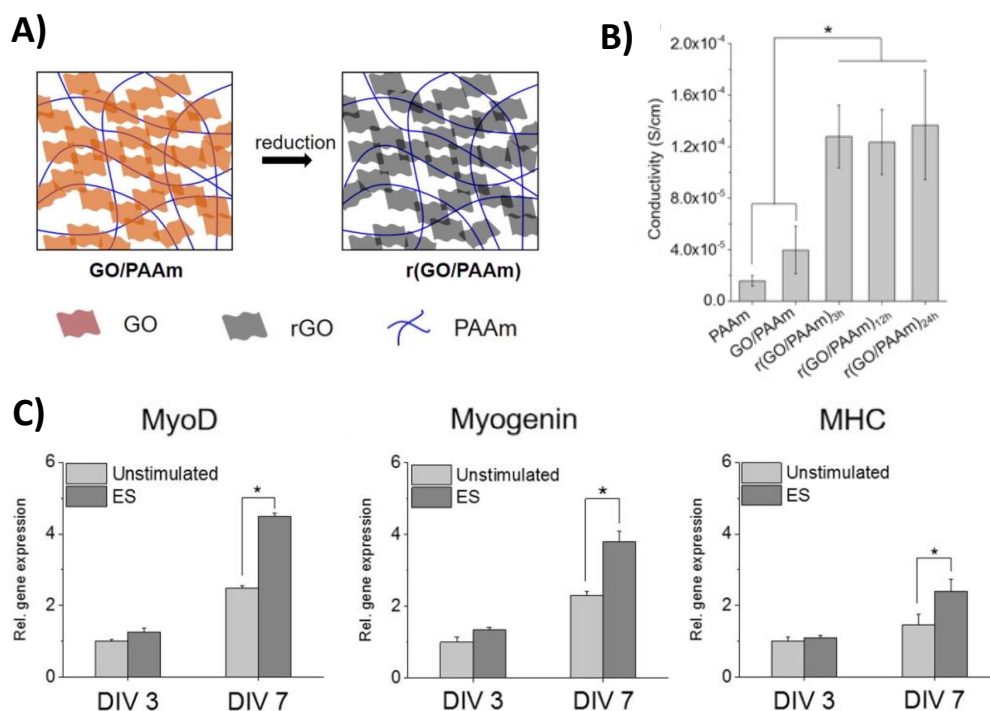 A)
reduction
GO/PAAm
r(GO/PAAm)
GO
rGO
PAAm
B)
*
Conductivity (S/cm)
2.0x10⁻⁴
1.6x10⁻⁴
1.2x10⁻⁴
8.0x10⁻⁵
4.0x10⁻⁵
0.0
PAAm
GO/PAAm
r(GO/PAAm)₃ₕ
r(GO/PAAm)₁₂ₕ
r(GO/PAAm)₂₄ₕ
C)
MyoD
Unstimulated
ES
*
Rel. gene expression
6
4
2
0
DIV 3
DIV 7
Myogenin
Unstimulated
ES
*
Rel. gene expression
6
4
2
0
DIV 3
DIV 7
MHC
Unstimulated
ES
*
Rel. gene expression
6
4
2
0
DIV 3
DIV 7